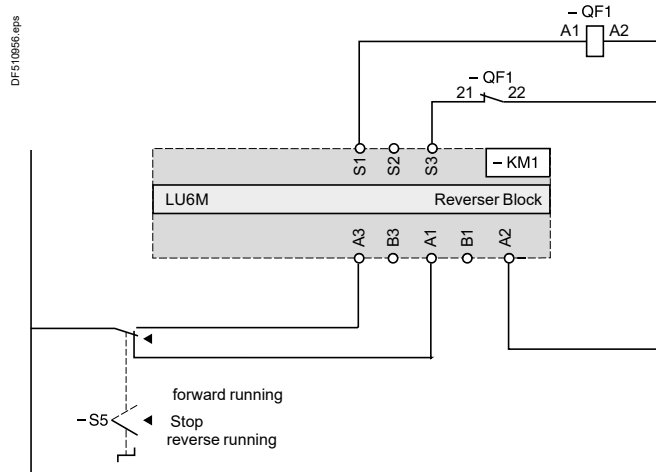 DF510956.eps
– QF1
A1 A2
– QF1
21 22
S1 S2 S3
– KM1
LU6M Reverser Block
A3 B3 A1 B1 A2
forward running
– S5 Stop
reverse running